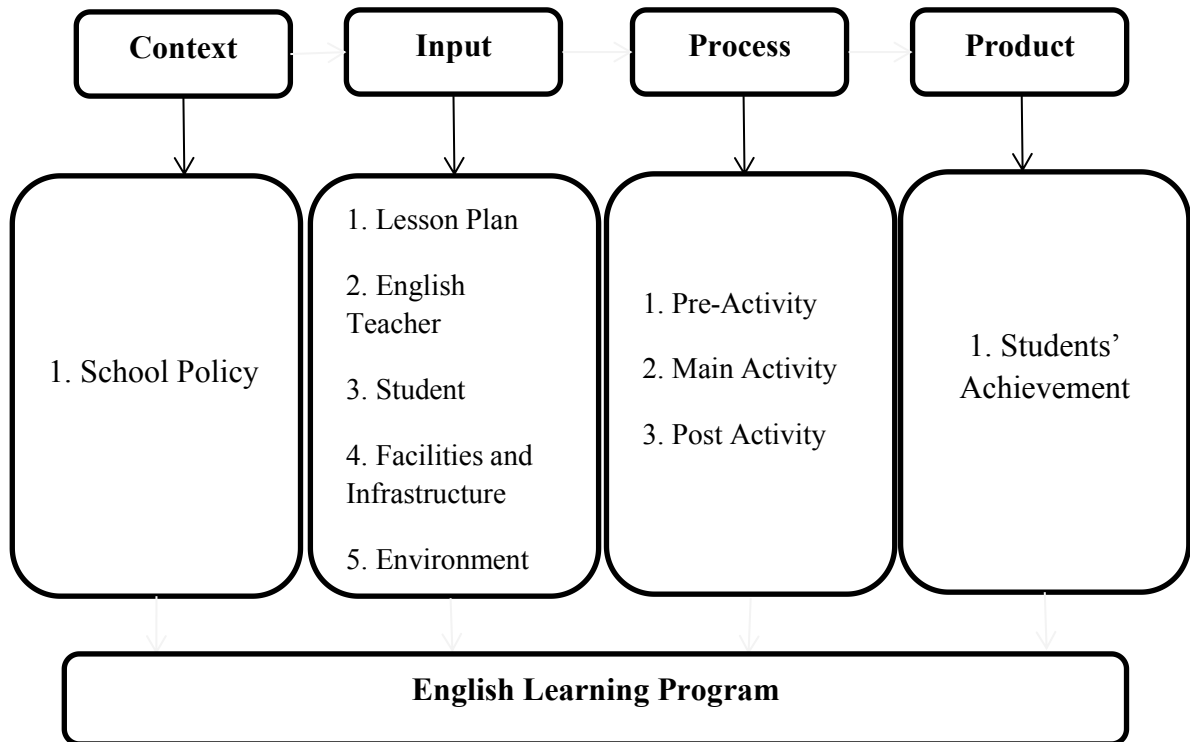 Context
Input
Process
Product
1. School Policy
1. Lesson Plan
2. English
Teacher
3. Student
4. Facilities and
Infrastructure
5. Environment
1. Pre-Activity
2. Main Activity
3. Post Activity
1. Students’
Achievement
English Learning Program